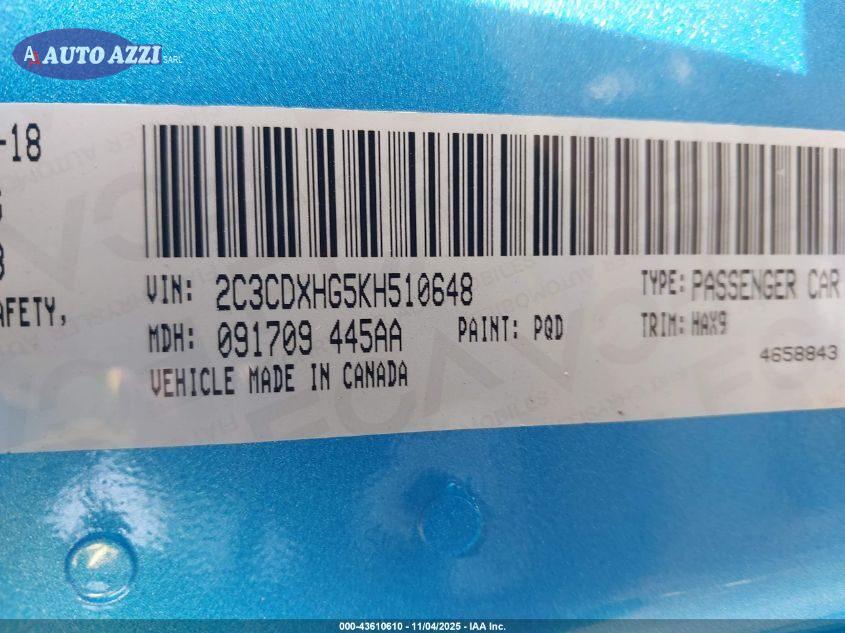 AA AUTO AZZI SARL
-18
VIN: 2C3CDXHG5KH510648
TYPE: PASSENGER CAR
AFETY,
MDH: 091709 445AA
PAINT: PQD
TRIM: HAX9
4658843
VEHICLE MADE IN CANADA
000-43610610 - 11/04/2025 - IAA Inc.